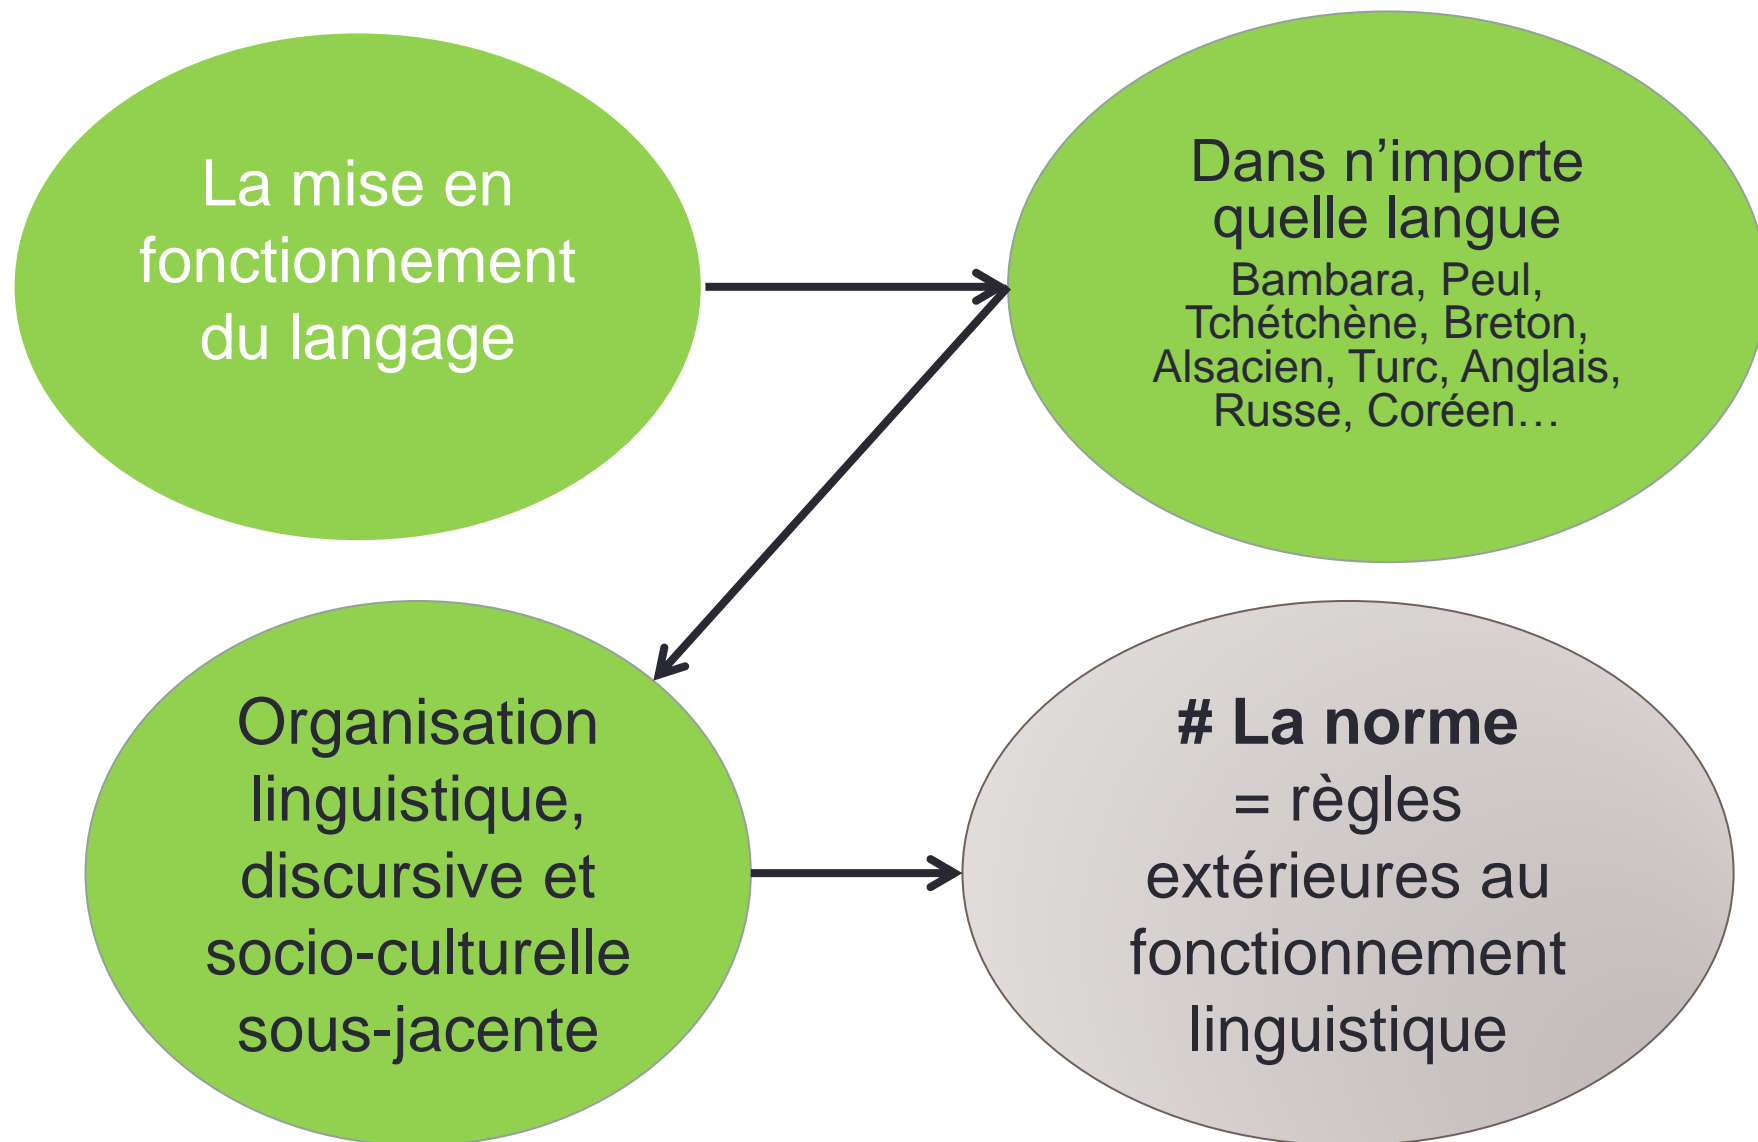 La mise en
fonctionnement
du langage
Dans n’importe
quelle langue
Bambara, Peul,
Tchétchène, Breton,
Alsacien, Turc, Anglais,
Russe, Coréen…
Organisation
linguistique,
discursive et
socio-culturelle
sous-jacente
# La norme
= règles
extérieures au
fonctionnement
linguistique